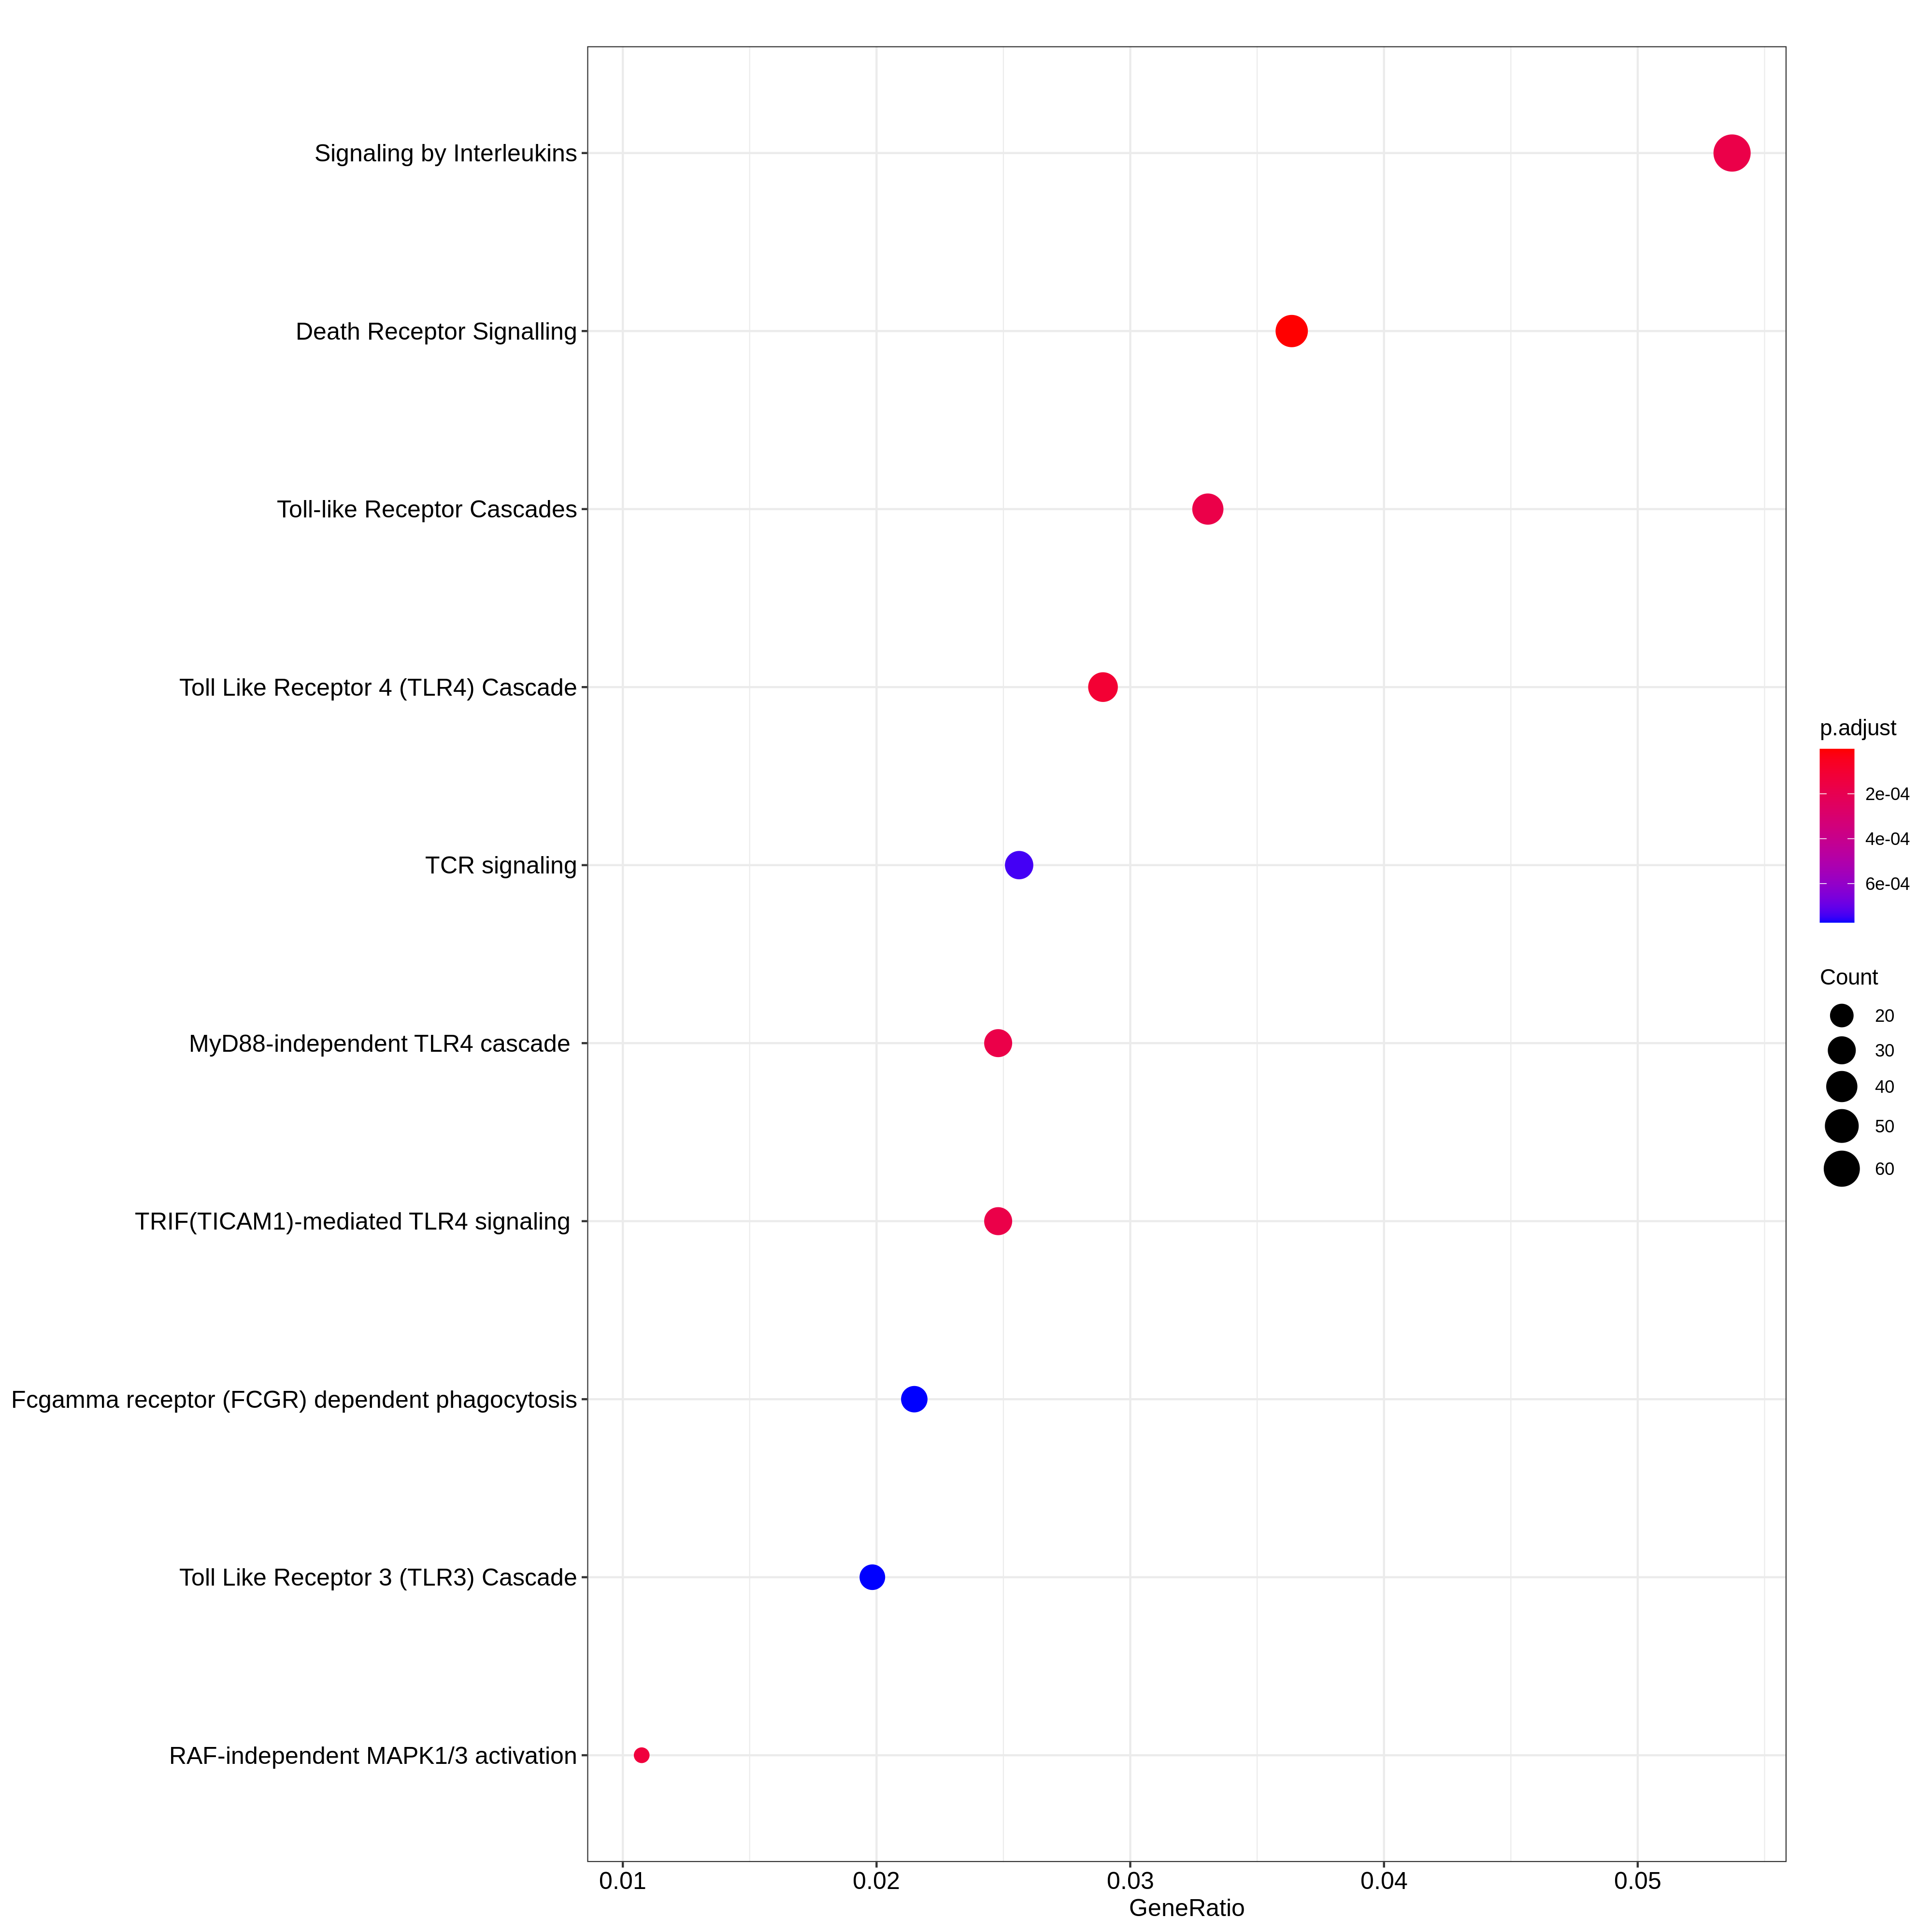 Signaling by Interleukins
Death Receptor Signalling
Toll-like Receptor Cascades
Toll Like Receptor 4 (TLR4) Cascade
TCR signaling
MyD88-independent TLR4 cascade
TRIF(TICAM1)-mediated TLR4 signaling
Fcgamma receptor (FCGR) dependent phagocytosis
Toll Like Receptor 3 (TLR3) Cascade
RAF-independent MAPK1/3 activation
0.01 0.02 0.03 0.04 0.05
GeneRatio
p.adjust
2e-04
4e-04
6e-04
Count
20
30
40
50
60